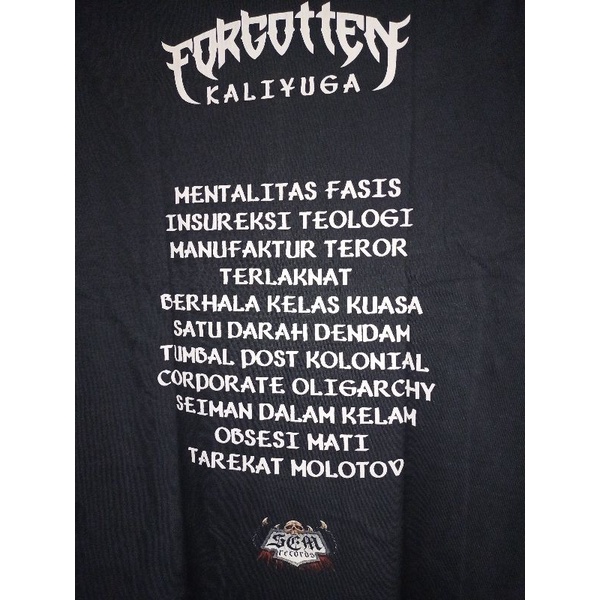 FORGOTTEN
KALIYUGA
MENTALITAS FASIS
INSUREKSI TEOLOGI
MANUFAKTUR TEROR
TERLAKNAT
BERHALA KELAS KUASA
SATU DARAH DENDAM
TUMBAL POST KOLONIAL
CORPORATE OLIGARCHY
SEIMAN DALAM KELAM
OBSESI MATI
TAREKAT MOLOTOV
SEM
records